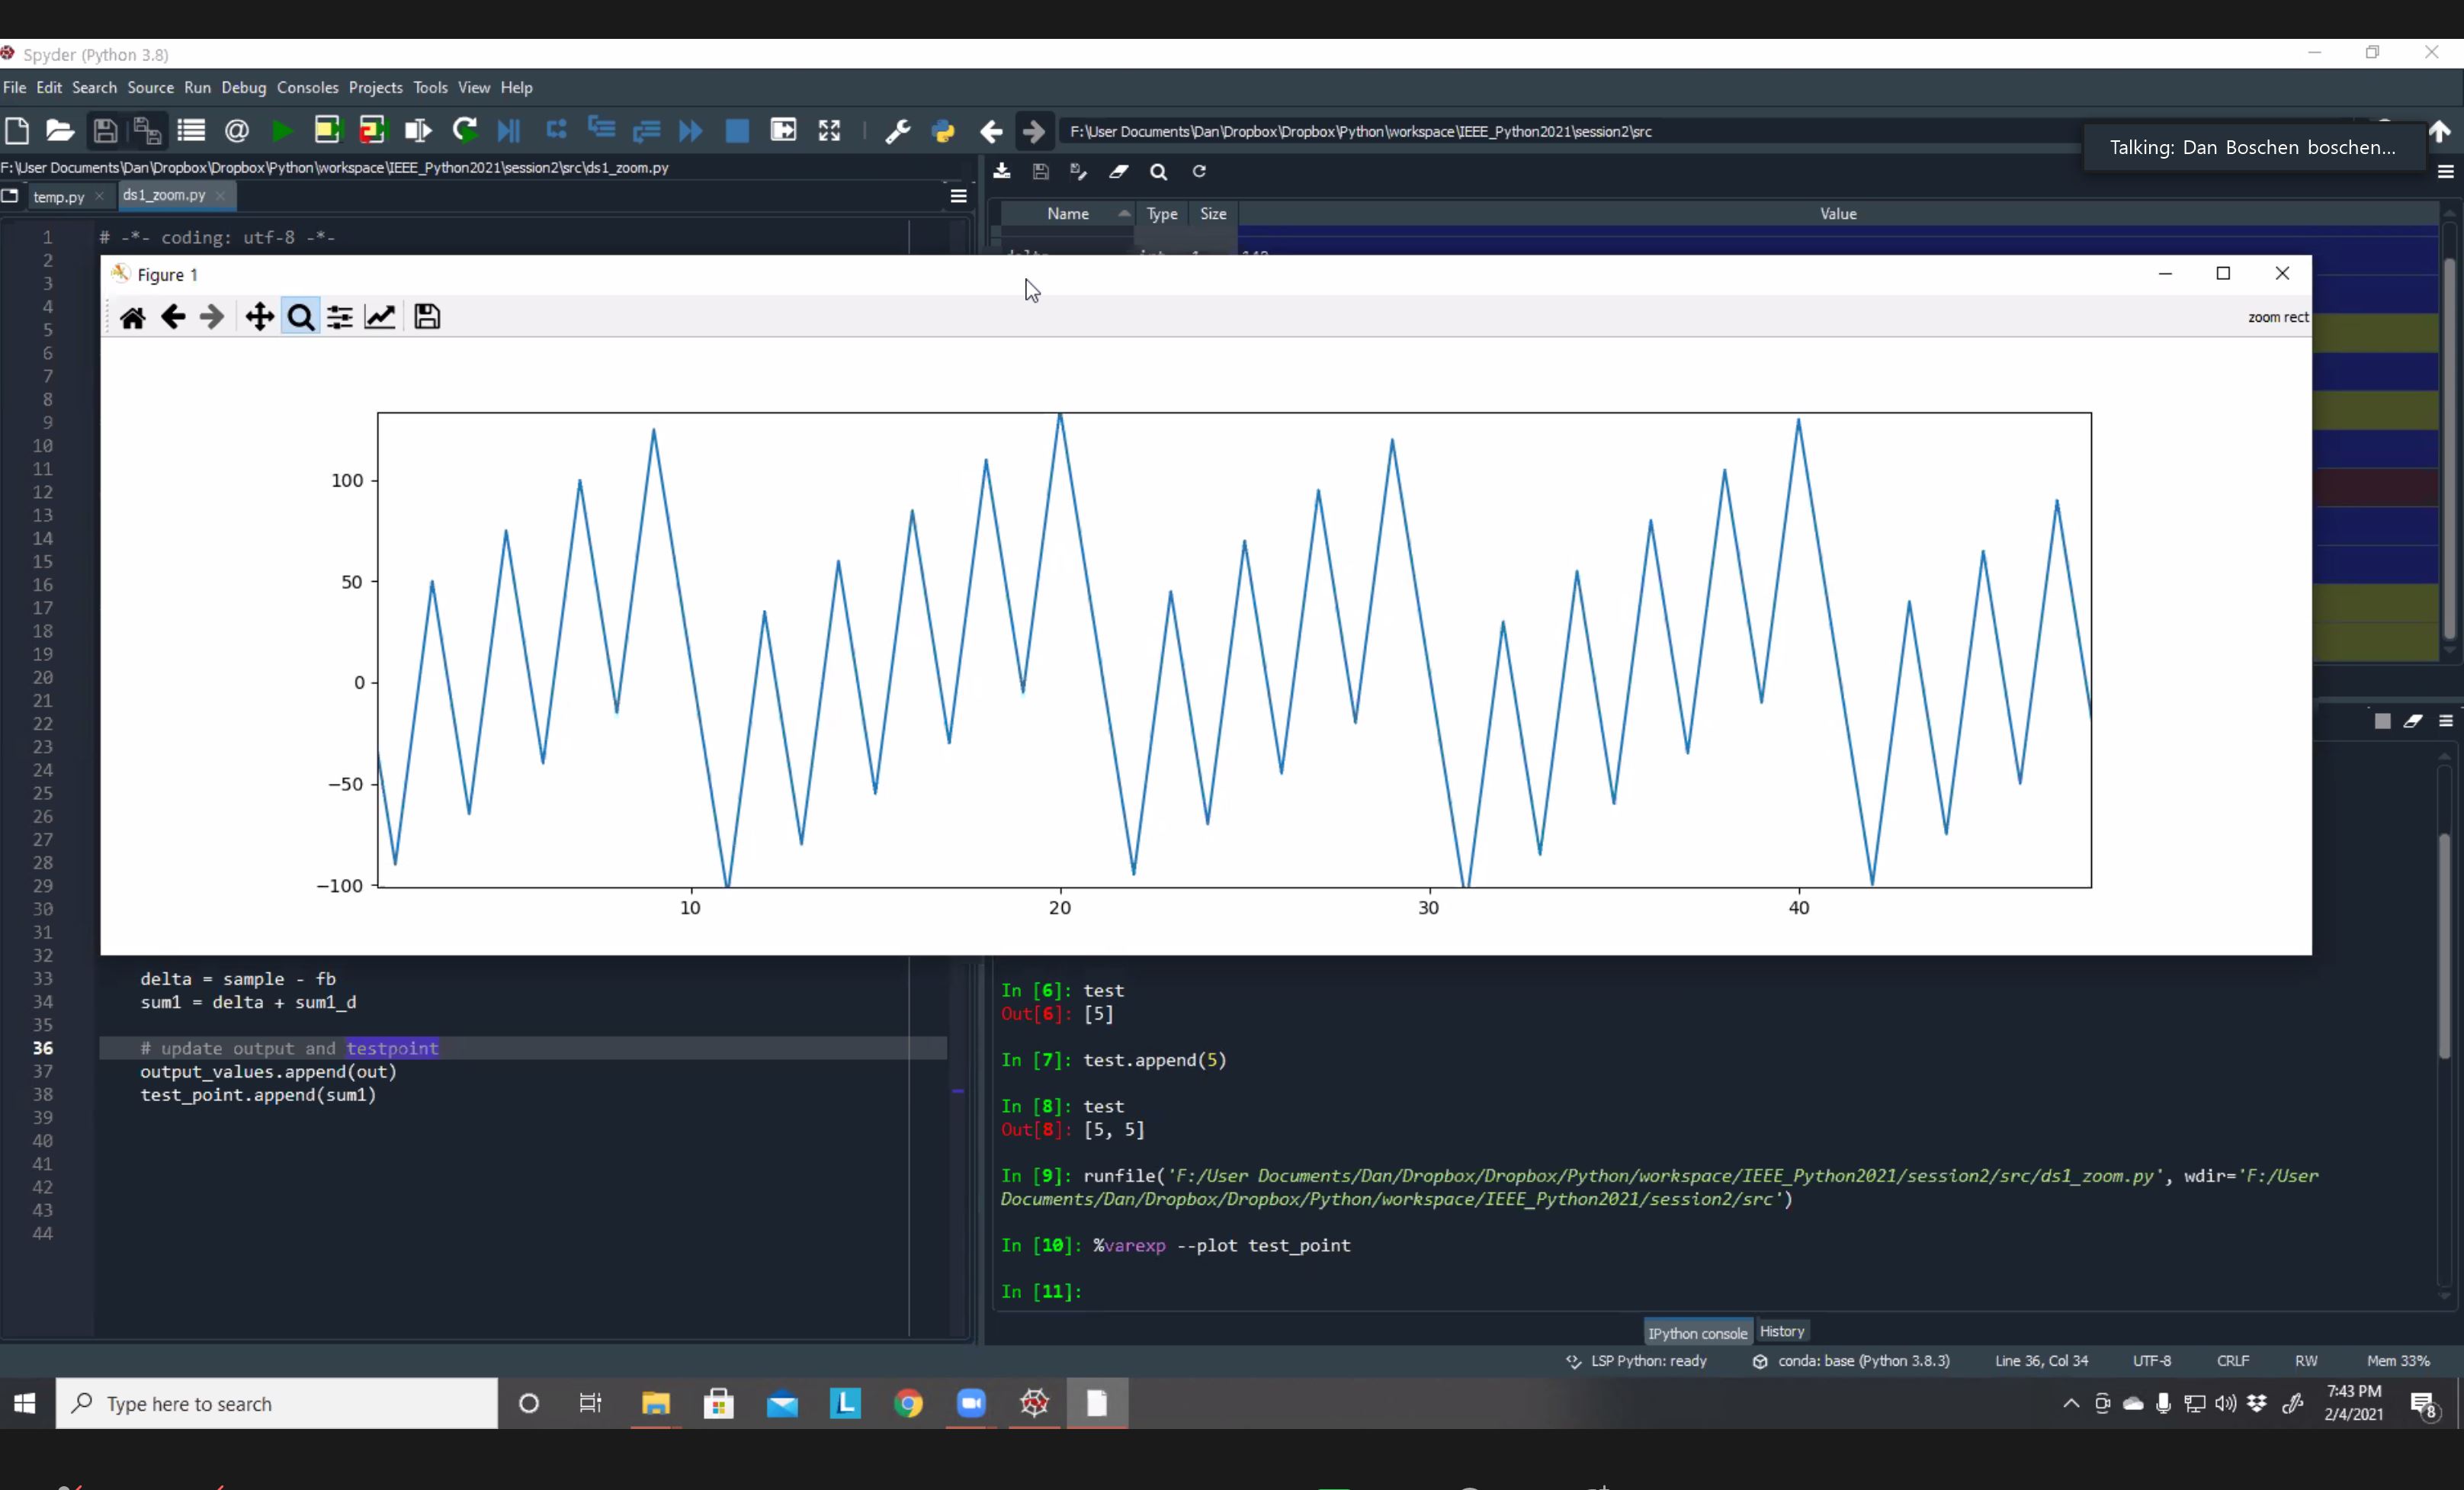 Spyder (Python 3.8)
File Edit Search Source Run Debug Consoles Projects Tools View Help
F:\User Documents\Dan\Dropbox\Dropbox\Python\workspace\IEEE_Python2021\session2\src
Talking: Dan Boschen boschen...
F:\User Documents\Dan\Dropbox\Dropbox\Python\workspace\IEEE_Python2021\session2\src\ds1_zoom.py
temp.py
ds1_zoom.py
Name Type Size Value
1 # -*- coding: utf-8 -*-
2
3
4
5
6
7
8
9
10
11
12
13
14
15
16
17
18
19
20
21
22
23
24
25
26
27
28
29
30
31
32
33 delta = sample - fb
34 sum1 = delta + sum1_d
35
36 # update output and testpoint
37 output_values.append(out)
38 test_point.append(sum1)
39
40
41
42
43
44
Figure 1
zoom rect
100
50
0
−50
−100
10 20 30 40
In [6]: test
Out[6]: [5]
In [7]: test.append(5)
In [8]: test
Out[8]: [5, 5]
In [9]: runfile('F:/User Documents/Dan/Dropbox/Dropbox/Python/workspace/IEEE_Python2021/session2/src/ds1_zoom.py', wdir='F:/User
Documents/Dan/Dropbox/Dropbox/Python/workspace/IEEE_Python2021/session2/src')
In [10]: %varexp --plot test_point
In [11]:
IPython console History
LSP Python: ready conda: base (Python 3.8.3) Line 36, Col 34 UTF-8 CRLF RW Mem 33%
Type here to search
L
7:43 PM
2/4/2021
8